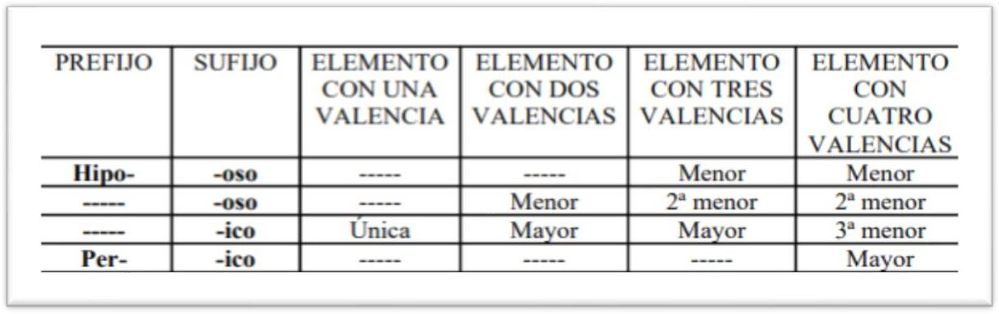 PREFIJO SUFIJO ELEMENTO CON UNA VALENCIA ELEMENTO CON DOS VALENCIAS ELEMENTO CON TRES VALENCIAS ELEMENTO CON CUATRO VALENCIAS
Hipo- -oso ----- ----- Menor Menor
----- -oso ----- Menor 2ª menor 2ª menor
----- -ico Única Mayor Mayor 3ª menor
Per- -ico ----- ----- ----- Mayor